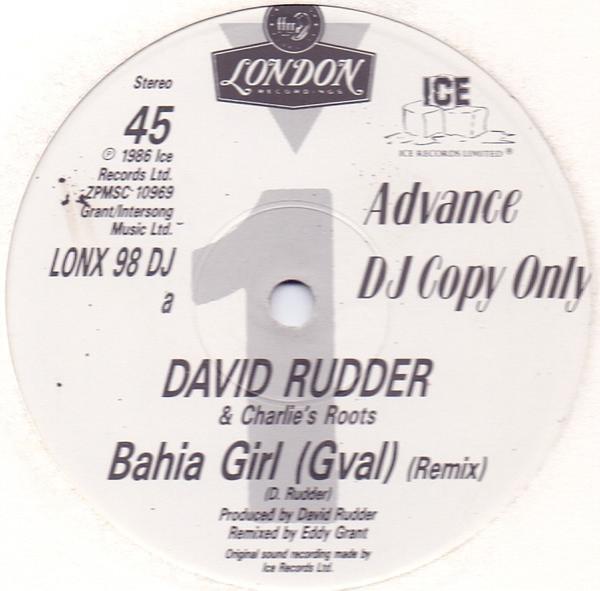 ffrr
LONDON
RECORDINGS
Stereo
45
℗ 1986 Ice
Records Ltd.
ZPMSC 10969
Grant/Intersong
Music Ltd.
LONX 98 DJ
a
ICE
ICE RECORDS LIMITED ®
Advance
DJ Copy Only
1
DAVID RUDDER
& Charlie's Roots
Bahia Girl (Gval) (Remix)
(D. Rudder)
Produced by David Rudder
Remixed by Eddy Grant
Original sound recording made by
Ice Records Ltd.